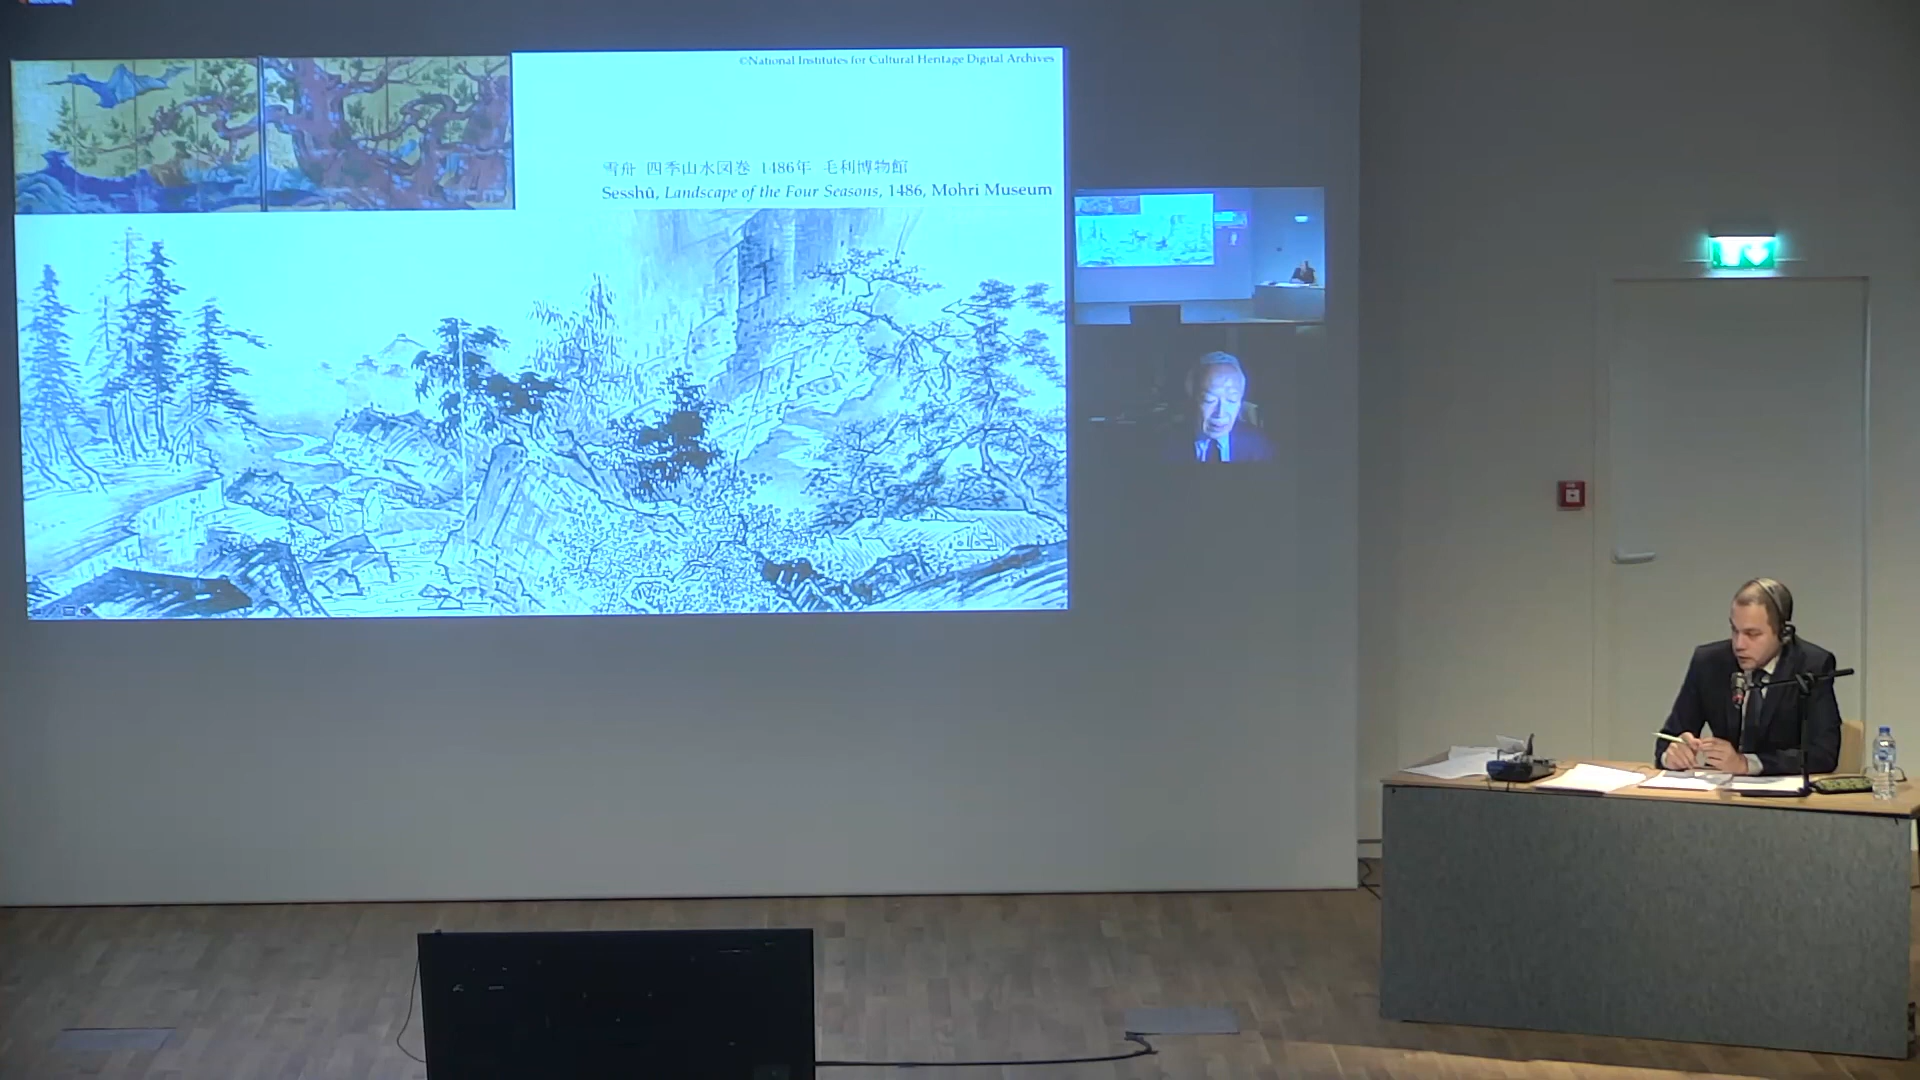 ©National Institutes for Cultural Heritage Digital Archives
雪舟 四季山水図巻 1486年 毛利博物館
Sesshū, Landscape of the Four Seasons, 1486, Mohri Museum